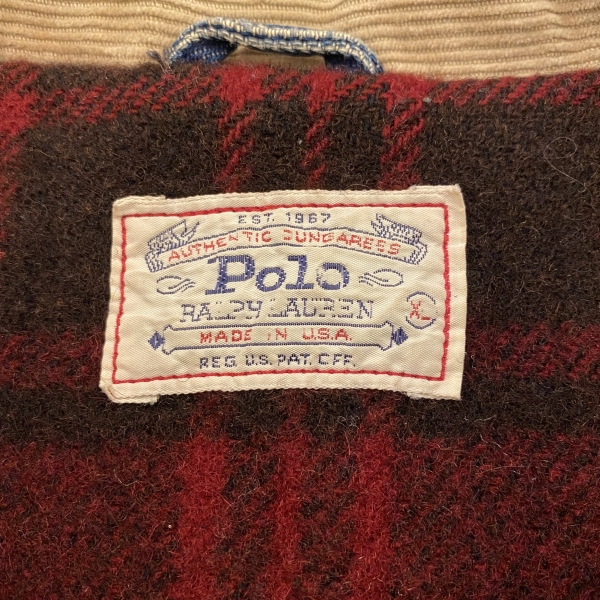 EST. 1967
AUTHENTIC DUNGAREES
Polo
RALPH LAUREN
XL
MADE IN U.S.A.
REG. U.S. PAT. OFF.